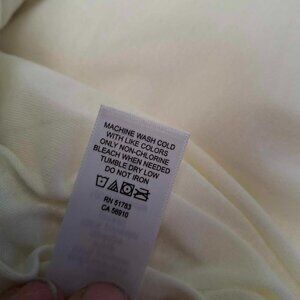 MACHINE WASH COLD
WITH LIKE COLORS
ONLY NON-CHLORINE
BLEACH WHEN NEEDED
TUMBLE DRY LOW
DO NOT IRON
RN 51783
CA 56910